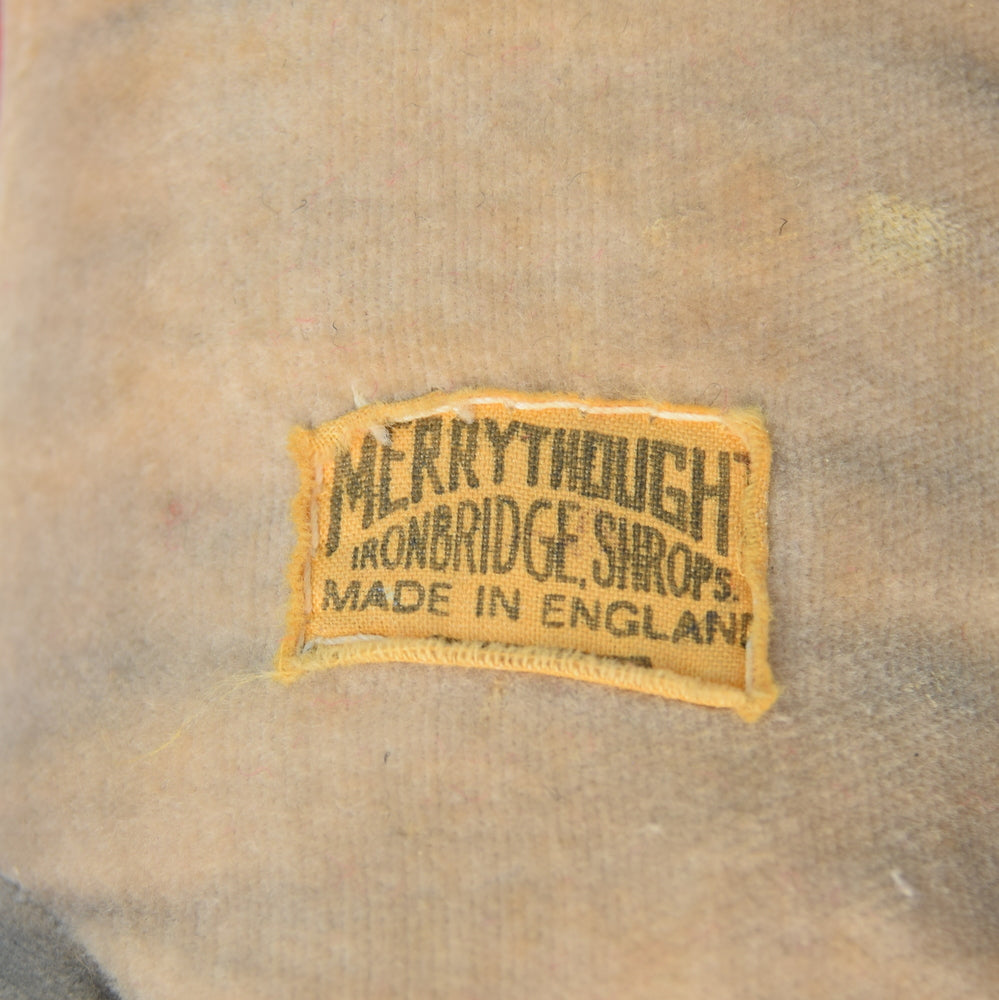 MERRYTHOUGHT
IRONBRIDGE, SHROPS.
MADE IN ENGLAND